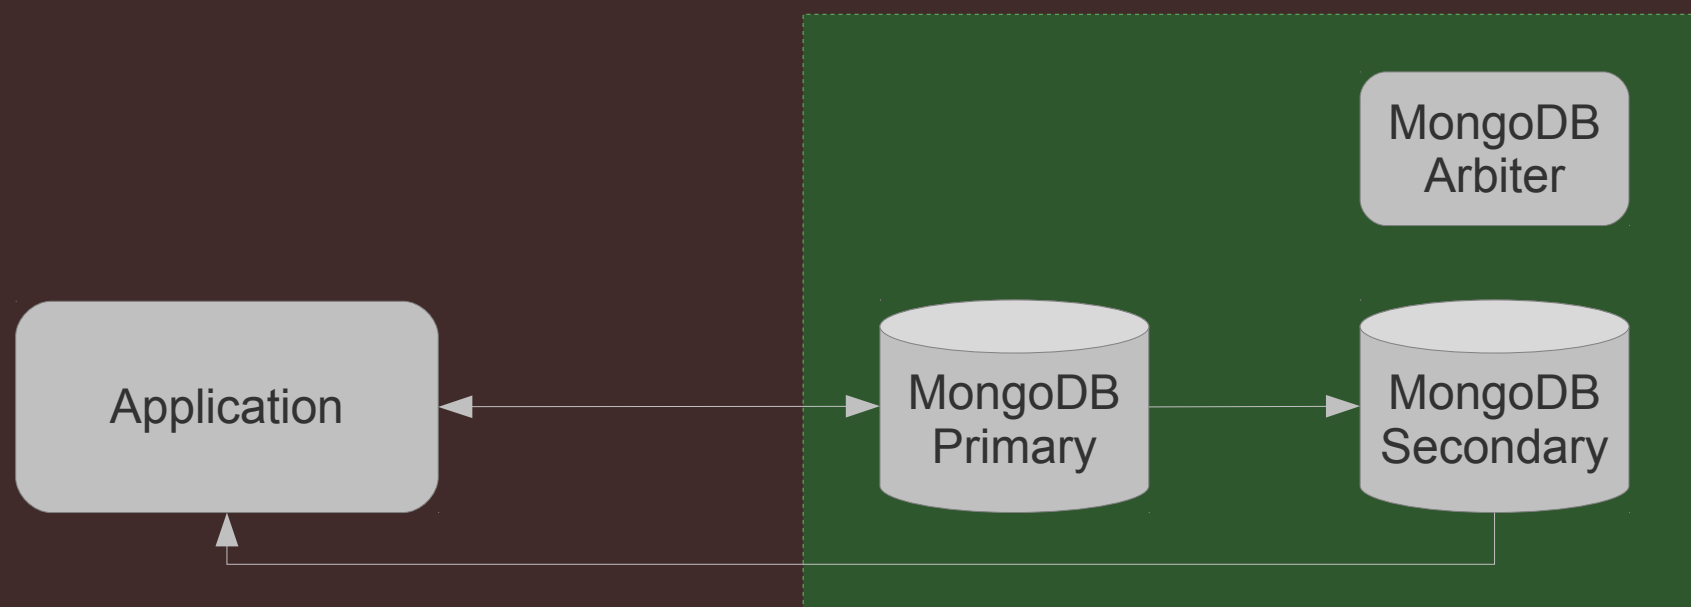 MongoDB
Arbiter
Application
MongoDB
Primary
MongoDB
Secondary